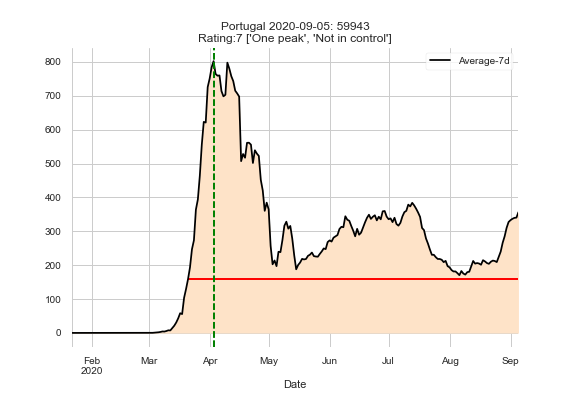 Portugal 2020-09-05: 59943
Rating:7 ['One peak', 'Not in control']
Average-7d
800
700
600
500
400
300
200
100
0
Feb Mar Apr May Jun Jul Aug Sep
2020
Date